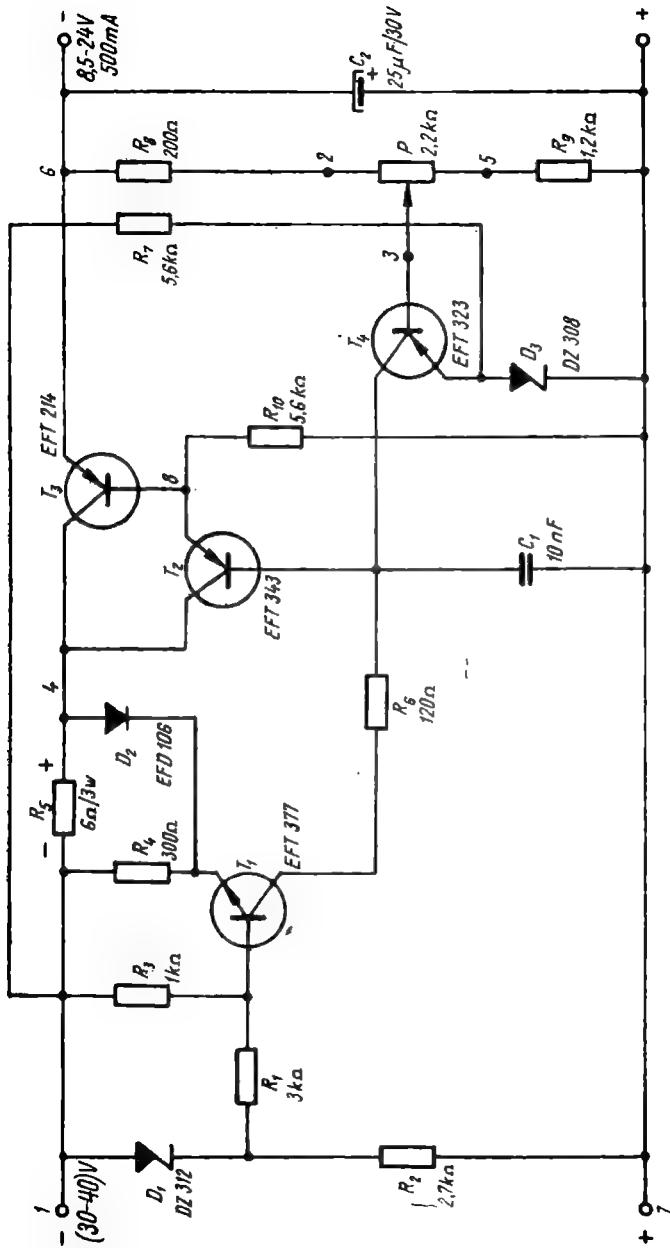 1
-
(30-40)V
D1
DZ 312
R1
3kΩ
R2
2,7kΩ
+
7
R3
1kΩ
R4
300Ω
T1
EFT 377
-
R5
+
6Ω/3w
4
D2
EFD 106
T2
EFT 343
T3
EFT 214
8
R10
5,6kΩ
R6
120Ω
C1
10 nF
T4
EFT 323
3
D3
DZ 308
R7
5,6kΩ
6
R8
200Ω
2
P
2,2kΩ
5
R9
1,2kΩ
C2
+
25μF/30V
-
8,5-24V
500mA
+